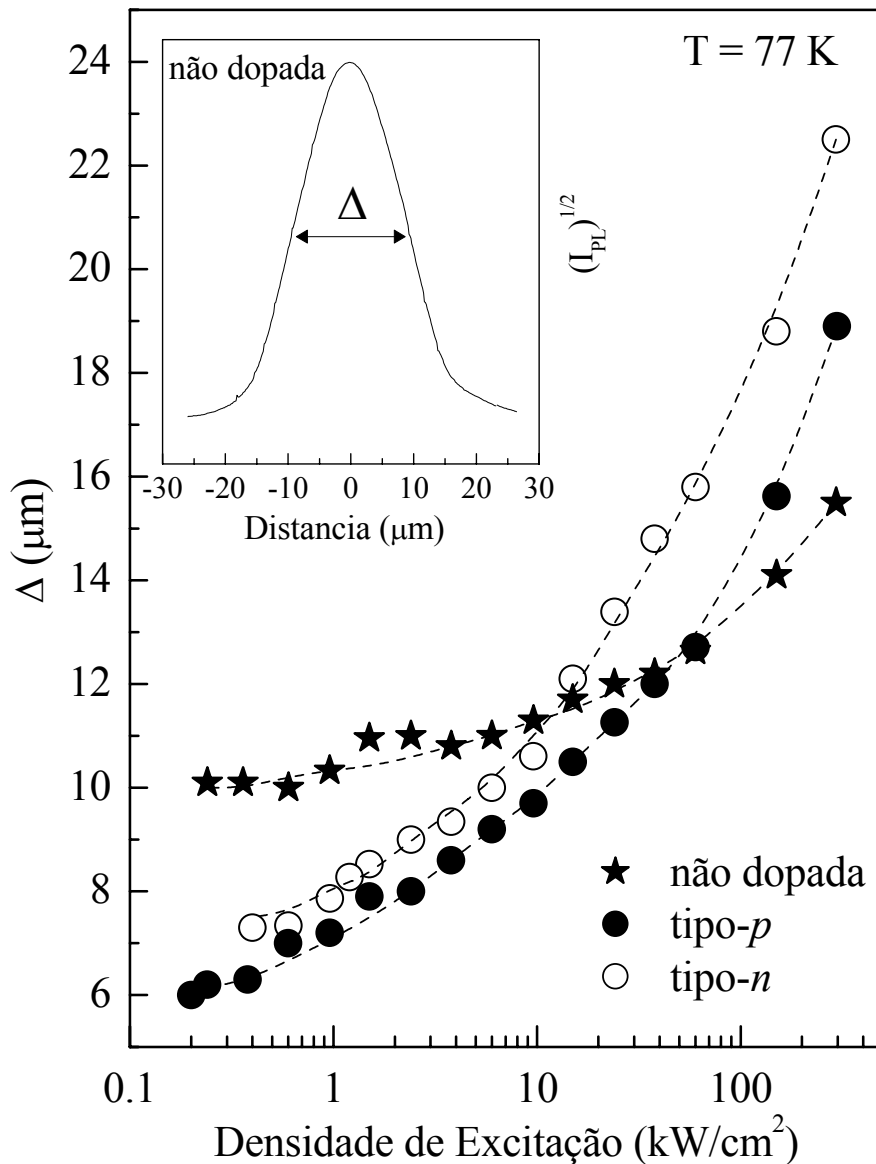 T = 77 K
não dopada
Δ
(I_PL)^1/2
-30 -20 -10 0 10 20 30
Distancia (μm)
24
22
20
18
16
14
12
10
8
6
Δ (μm)
não dopada
tipo-p
tipo-n
0.1 1 10 100
Densidade de Excitação (kW/cm²)